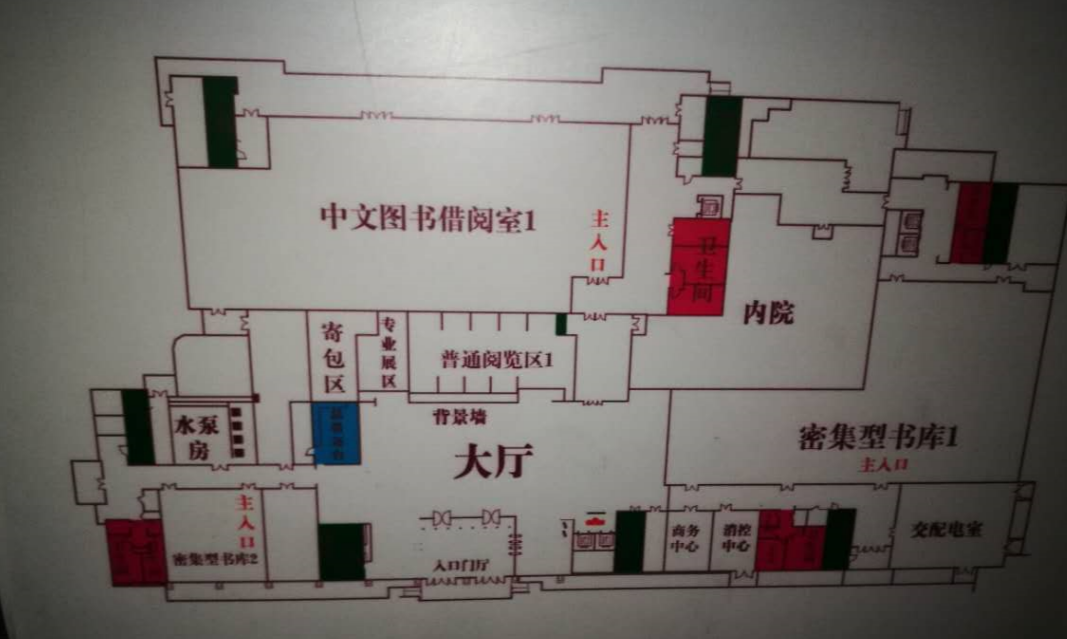 中文图书借阅室1
主入口
卫生间
内院
寄包区
专业展区
普通阅览区1
背景墙
水泵房
大厅
密集型书库1
主入口
主入口
密集型书库2
入口门厅
商务中心
消控中心
交配电室